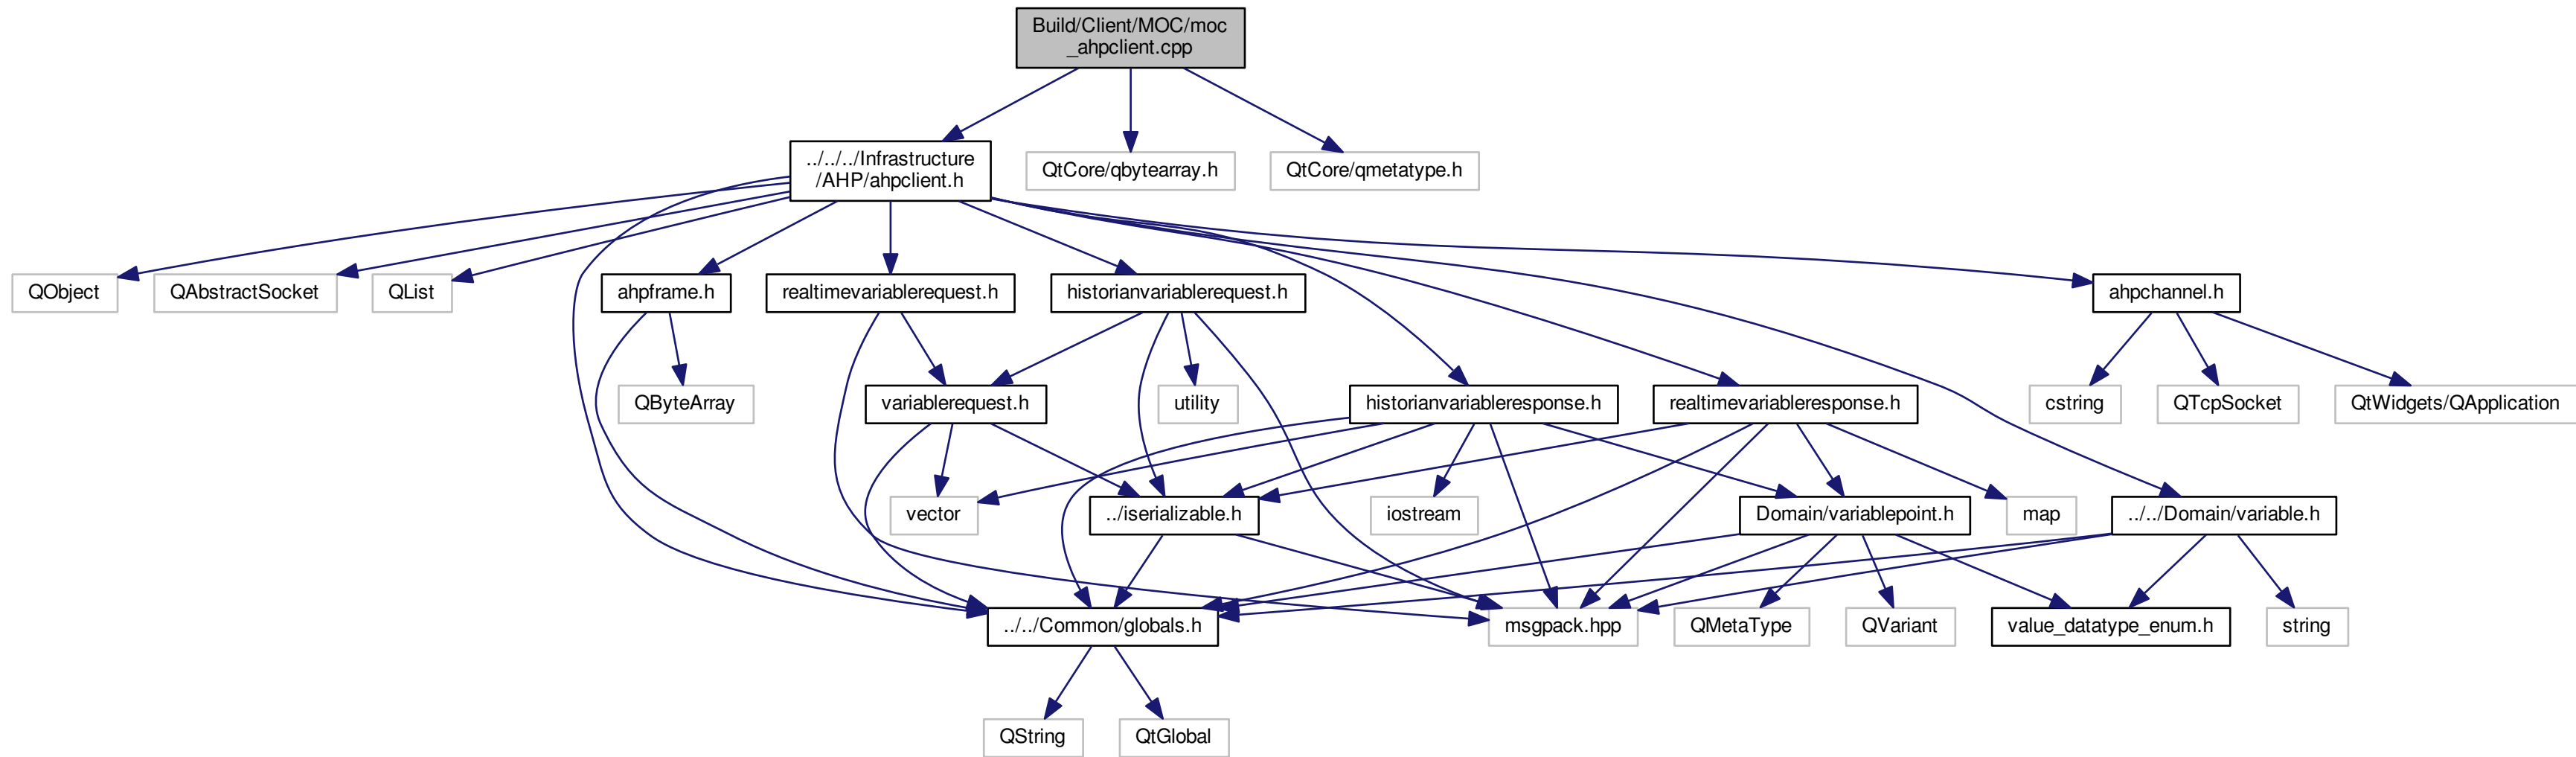 Build/Client/MOC/moc
_ahpclient.cpp
../../../Infrastructure
/AHP/ahpclient.h
QtCore/qbytearray.h
QtCore/qmetatype.h
QObject
QAbstractSocket
QList
ahpframe.h
realtimevariablerequest.h
historianvariablerequest.h
ahpchannel.h
QByteArray
variablerequest.h
utility
historianvariableresponse.h
realtimevariableresponse.h
cstring
QTcpSocket
QtWidgets/QApplication
vector
../iserializable.h
iostream
Domain/variablepoint.h
map
../../Domain/variable.h
../../Common/globals.h
msgpack.hpp
QMetaType
QVariant
value_datatype_enum.h
string
QString
QtGlobal